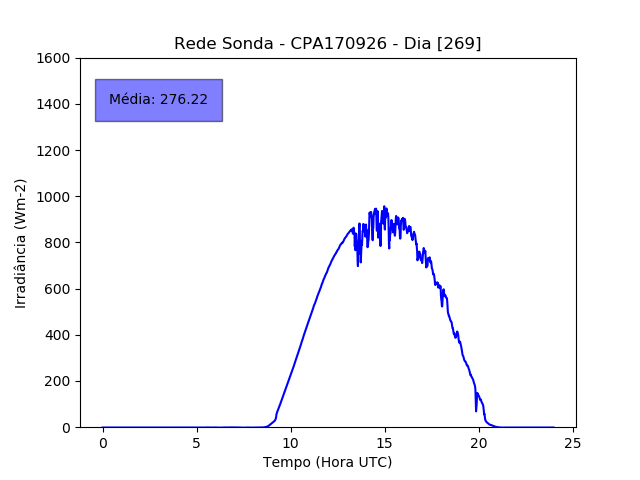 Rede Sonda - CPA170926 - Dia [269]
1600
1400
1200
1000
800
600
400
200
0
Média: 276.22
Irradiância (Wm-2)
0 5 10 15 20 25
Tempo (Hora UTC)